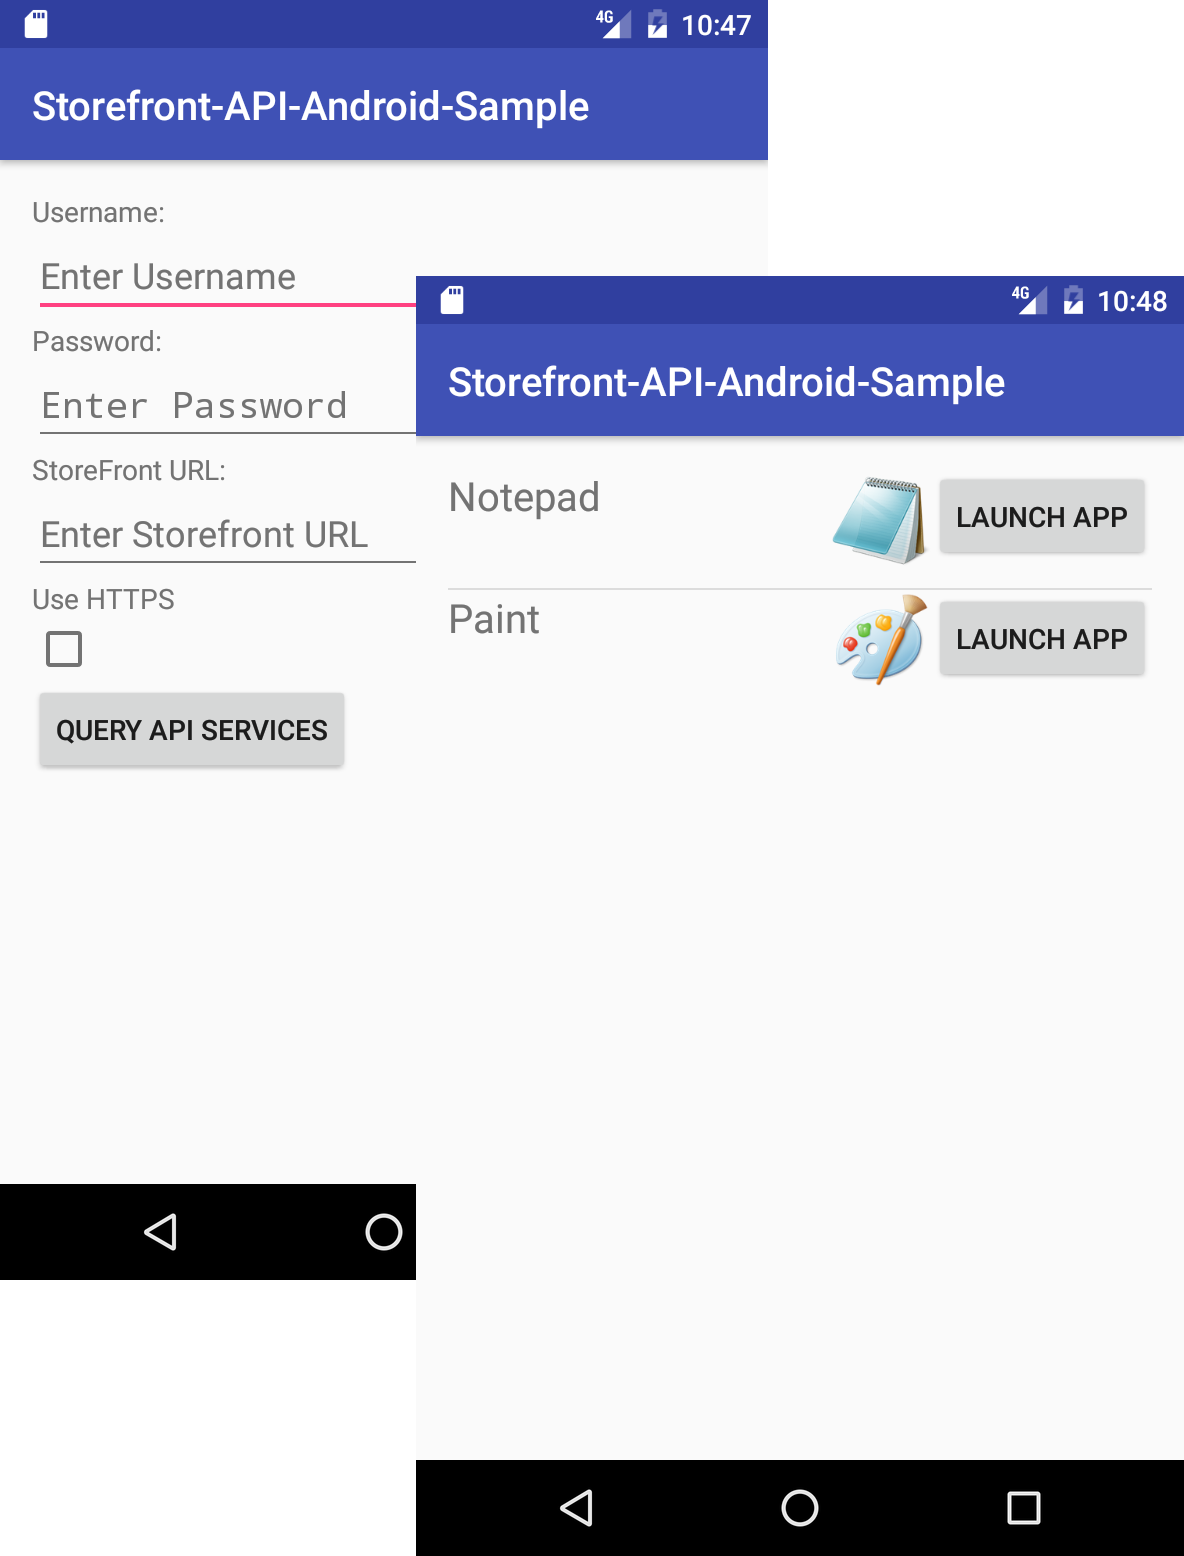 4G 10:47
Storefront-API-Android-Sample
Username:
Enter Username
Password:
Enter Password
StoreFront URL:
Enter Storefront URL
Use HTTPS
QUERY API SERVICES
4G 10:48
Storefront-API-Android-Sample
Notepad LAUNCH APP
Paint LAUNCH APP